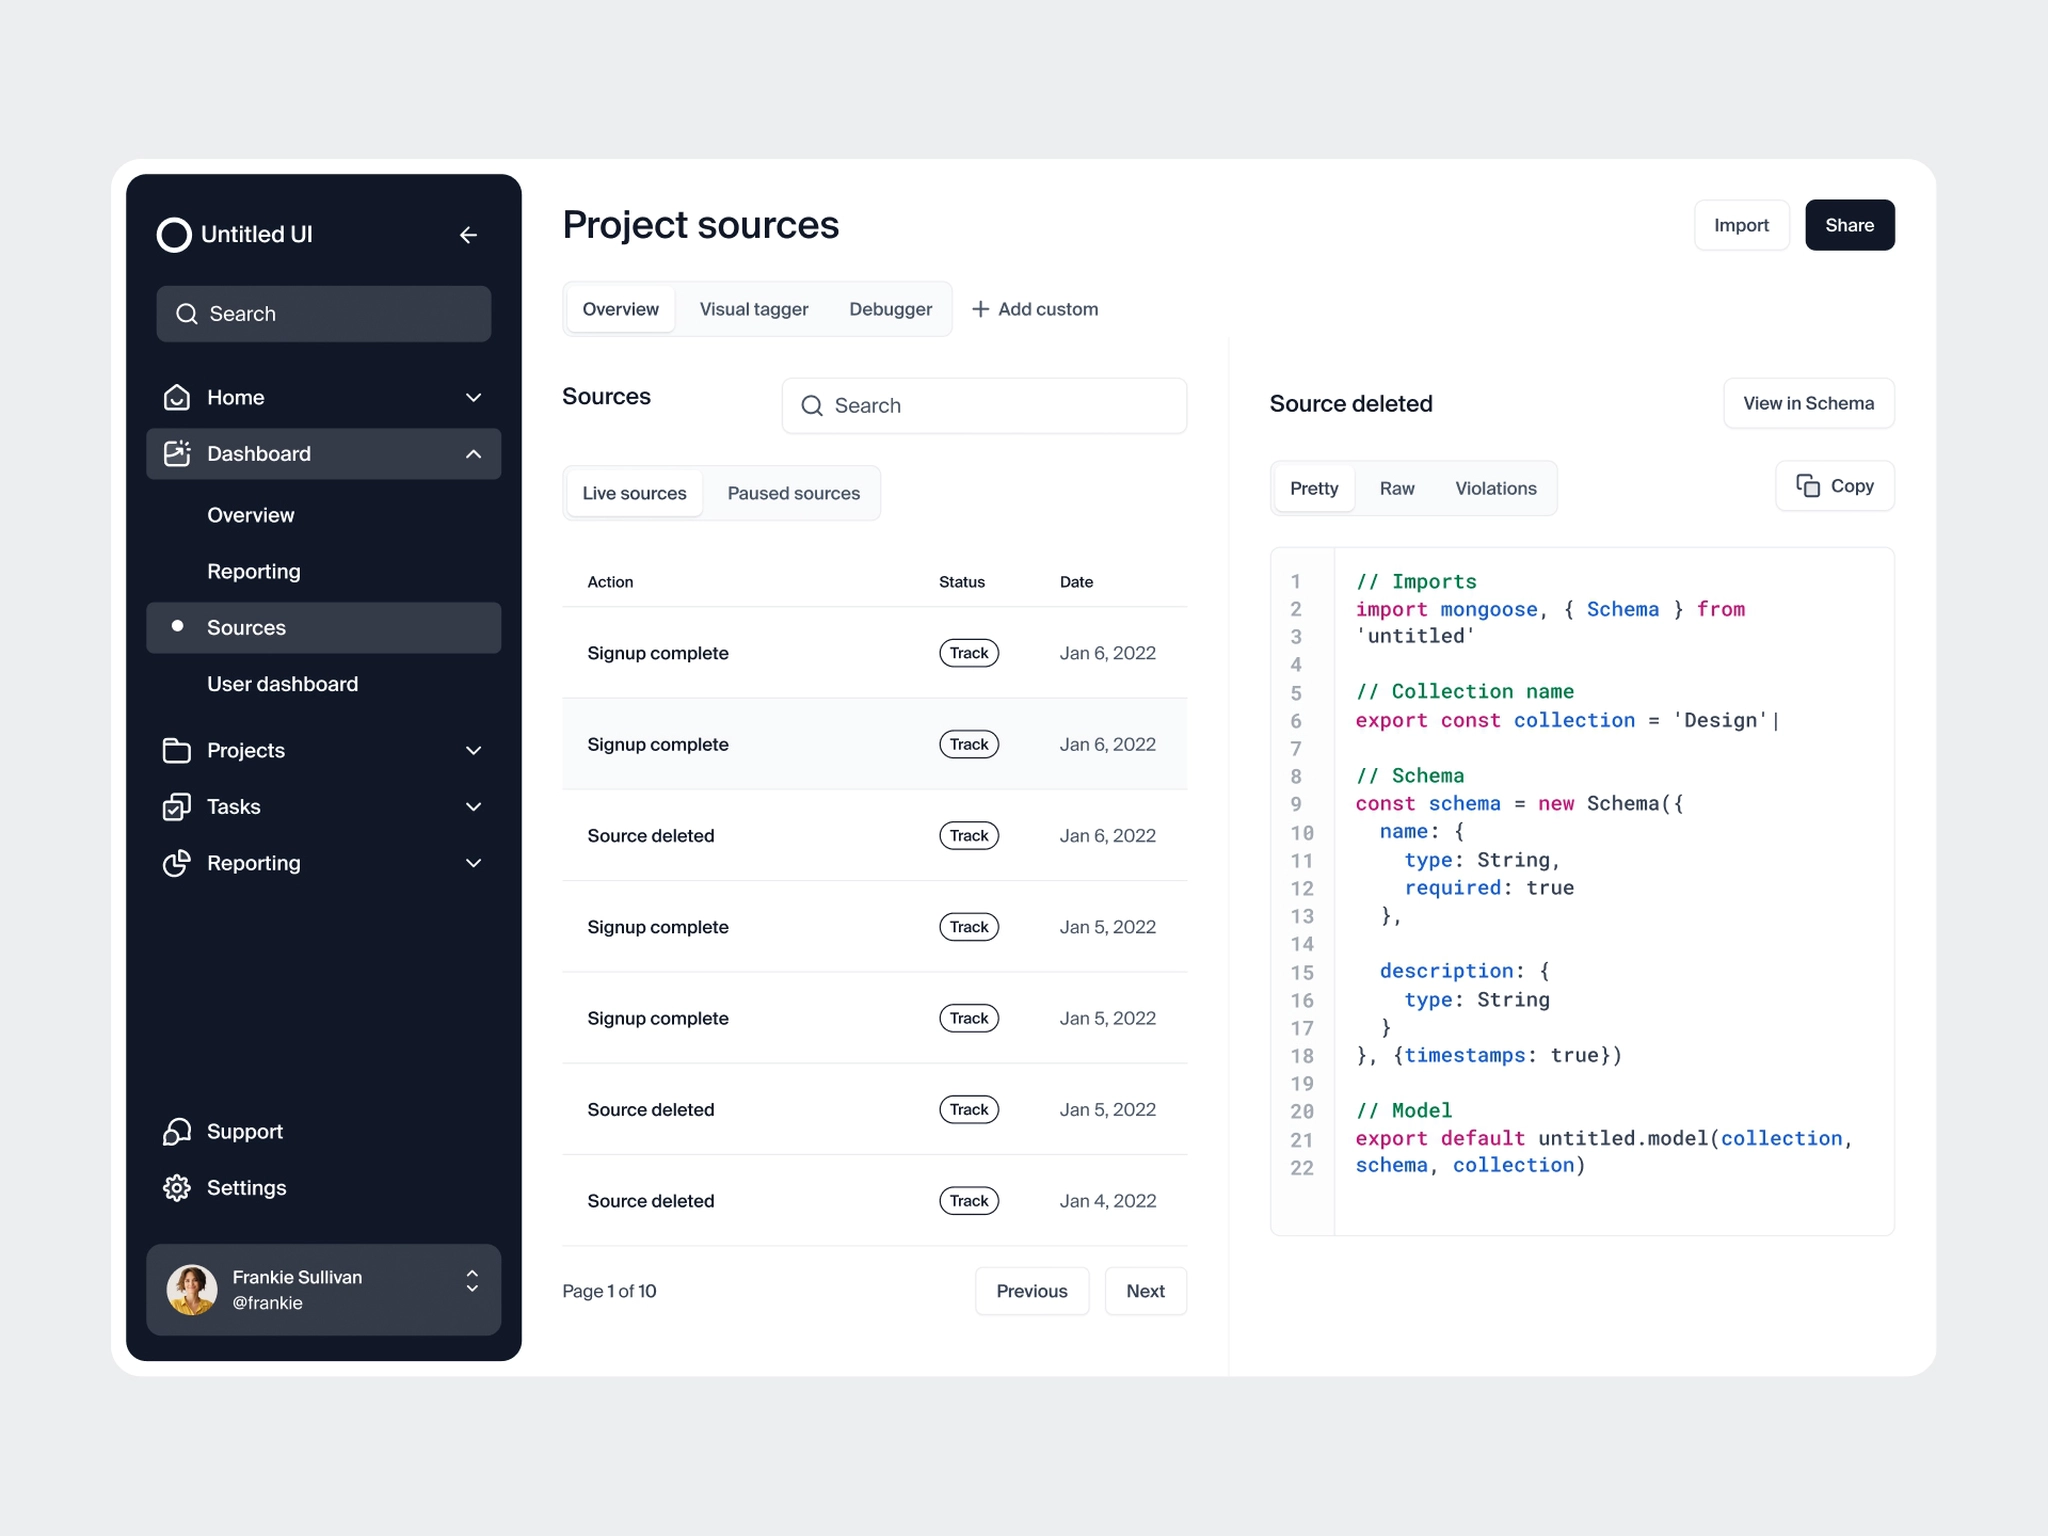 Untitled UI
Search
Home
Dashboard
Overview
Reporting
Sources
User dashboard
Projects
Tasks
Reporting
Support
Settings
Frankie Sullivan
@frankie
Project sources
Import
Share
Overview
Visual tagger
Debugger
Add custom
Sources
Search
Live sources
Paused sources
Action Status Date
Signup complete Track Jan 6, 2022
Signup complete Track Jan 6, 2022
Source deleted Track Jan 6, 2022
Signup complete Track Jan 5, 2022
Signup complete Track Jan 5, 2022
Source deleted Track Jan 5, 2022
Source deleted Track Jan 4, 2022
Page 1 of 10
Previous
Next
Source deleted
View in Schema
Pretty
Raw
Violations
Copy
1 // Imports
2 import mongoose, { Schema } from
3 'untitled'
4
5 // Collection name
6 export const collection = 'Design'|
7
8 // Schema
9 const schema = new Schema({
10   name: {
11     type: String,
12     required: true
13   },
14
15   description: {
16     type: String
17   }
18 }, {timestamps: true})
19
20 // Model
21 export default untitled.model(collection,
22 schema, collection)